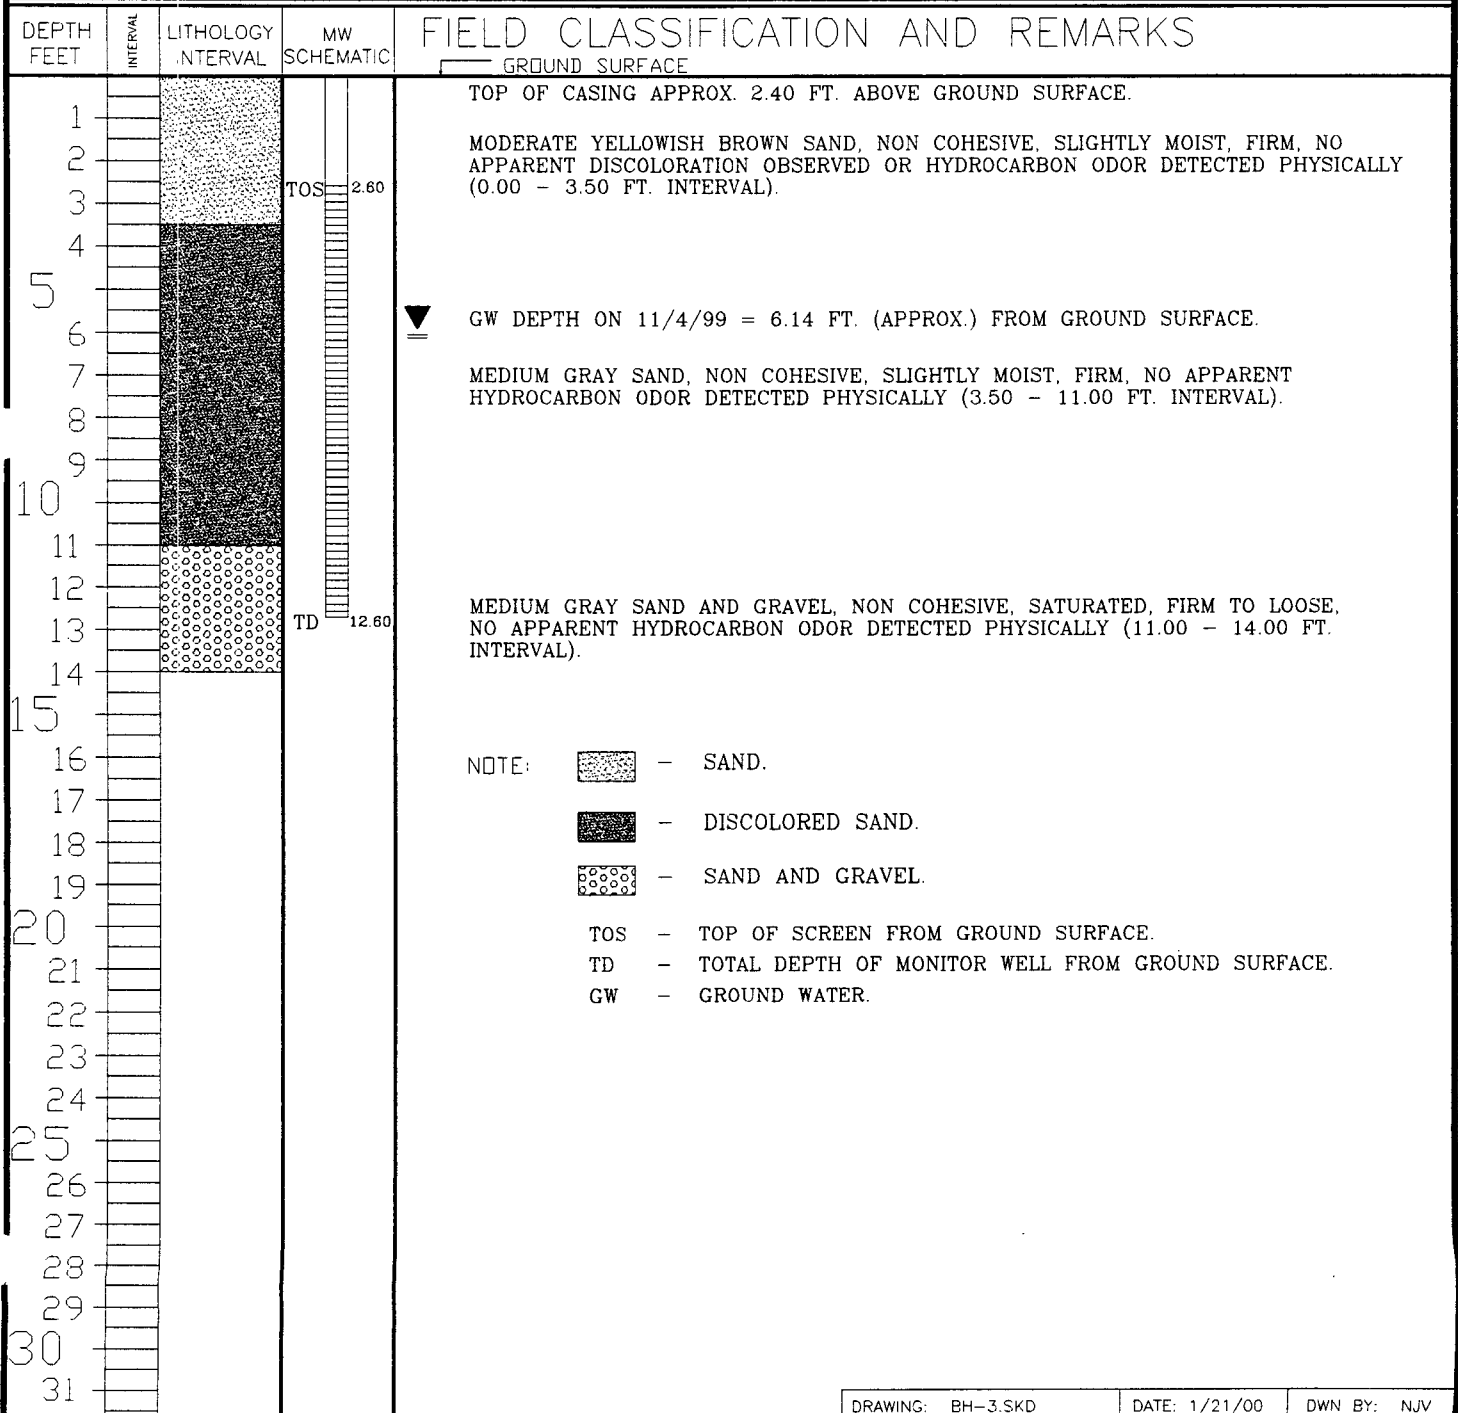 DEPTH FEET
INTERVAL
LITHOLOGY INTERVAL
MW SCHEMATIC
FIELD CLASSIFICATION AND REMARKS
GROUND SURFACE
TOP OF CASING APPROX. 2.40 FT. ABOVE GROUND SURFACE.
1
MODERATE YELLOWISH BROWN SAND, NON COHESIVE, SLIGHTLY MOIST, FIRM, NO
2
APPARENT DISCOLORATION OBSERVED OR HYDROCARBON ODOR DETECTED PHYSICALLY
(0.00 - 3.50 FT. INTERVAL).
TOS 2.60
3
4
5
GW DEPTH ON 11/4/99 = 6.14 FT. (APPROX.) FROM GROUND SURFACE.
6
7
MEDIUM GRAY SAND, NON COHESIVE, SLIGHTLY MOIST, FIRM, NO APPARENT
HYDROCARBON ODOR DETECTED PHYSICALLY (3.50 - 11.00 FT. INTERVAL).
8
9
10
11
12
MEDIUM GRAY SAND AND GRAVEL, NON COHESIVE, SATURATED, FIRM TO LOOSE,
TD 12.60
13
NO APPARENT HYDROCARBON ODOR DETECTED PHYSICALLY (11.00 - 14.00 FT.
INTERVAL).
14
15
16
NOTE: - SAND.
17
- DISCOLORED SAND.
18
19
- SAND AND GRAVEL.
20
TOS - TOP OF SCREEN FROM GROUND SURFACE.
21
TD - TOTAL DEPTH OF MONITOR WELL FROM GROUND SURFACE.
GW - GROUND WATER.
22
23
24
25
26
27
28
29
30
31
DRAWING: BH-3.SKD
DATE: 1/21/00
DWN BY: NJV